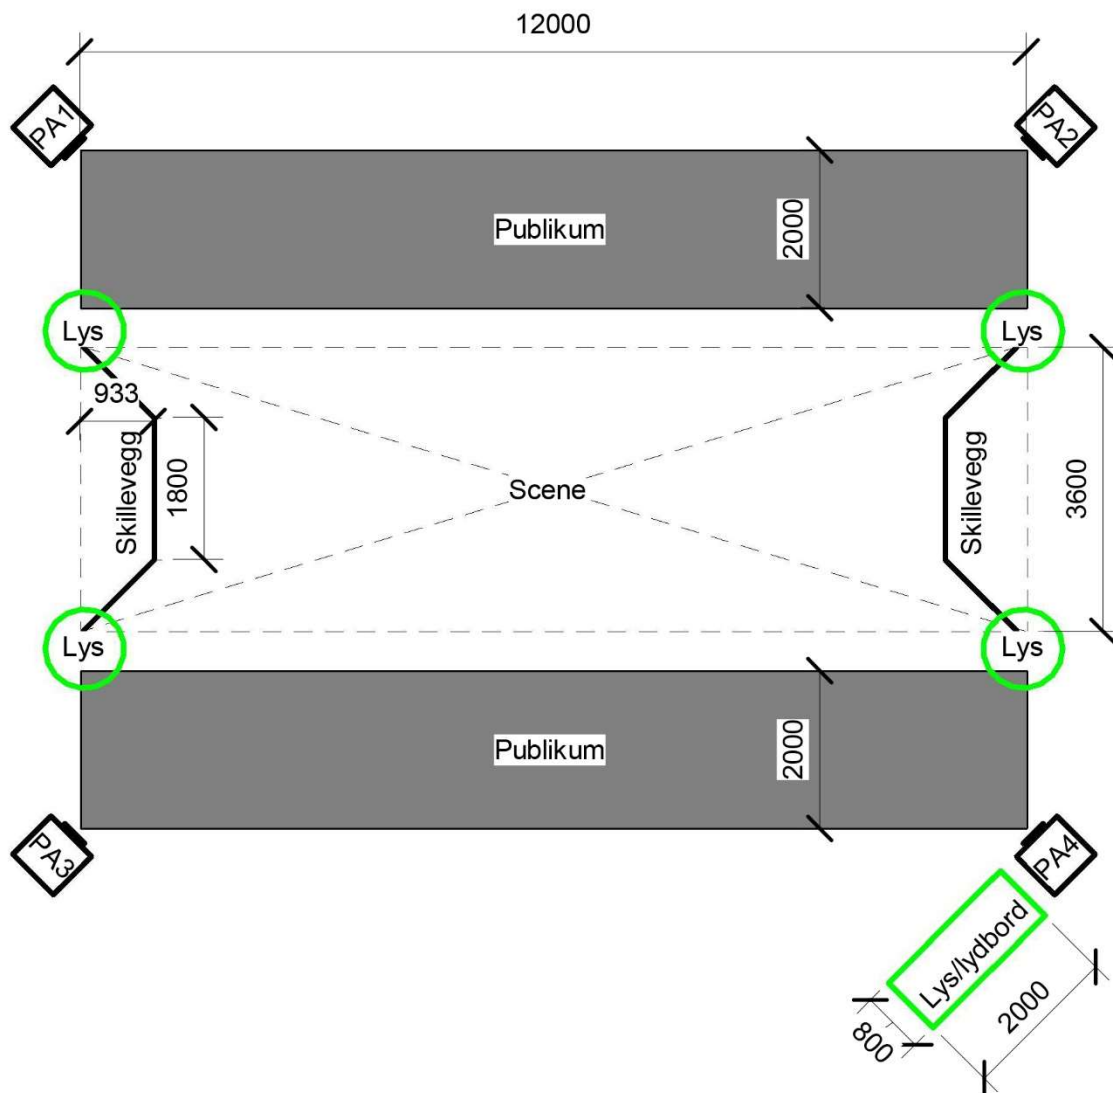 12000
PA1
PA2
Publikum
2000
Lys
Lys
933
Skillevegg
1800
Scene
Skillevegg
3600
Lys
Lys
Publikum
2000
PA3
PA4
Lys/lydbord
2000
800